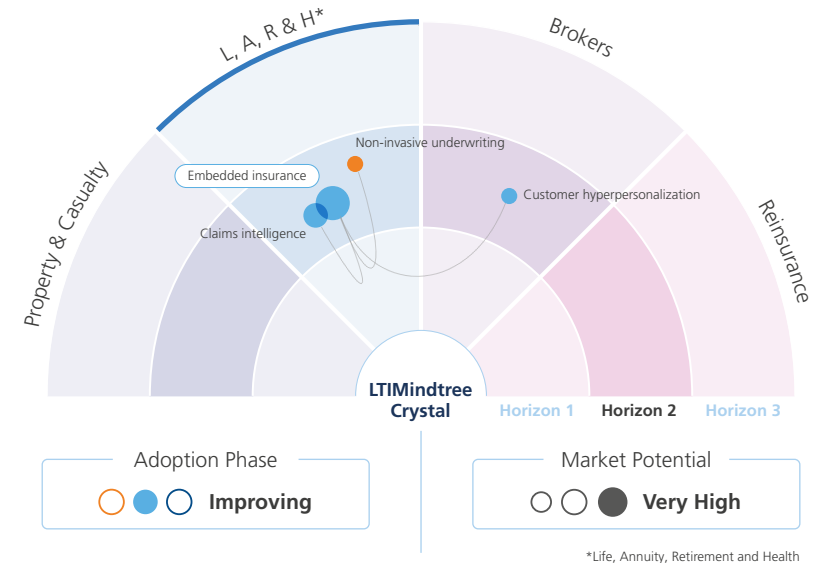 L, A, R & H*
Brokers
Property & Casualty
Reinsurance
Non-invasive underwriting
Embedded insurance
Customer hyperpersonalization
Claims intelligence
LTIMindtree
Crystal
Horizon 1
Horizon 2
Horizon 3
Adoption Phase
Improving
Market Potential
Very High
*Life, Annuity, Retirement and Health